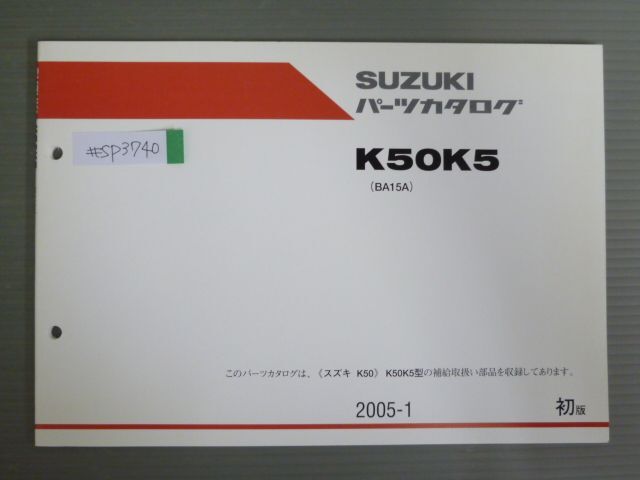 SUZUKI
パーツカタログ
K50K5
(BA15A)
#SP3740
このパーツカタログは、《スズキ K50》 K50K5型の補給取扱い部品を収録してあります。
2005-1
初版